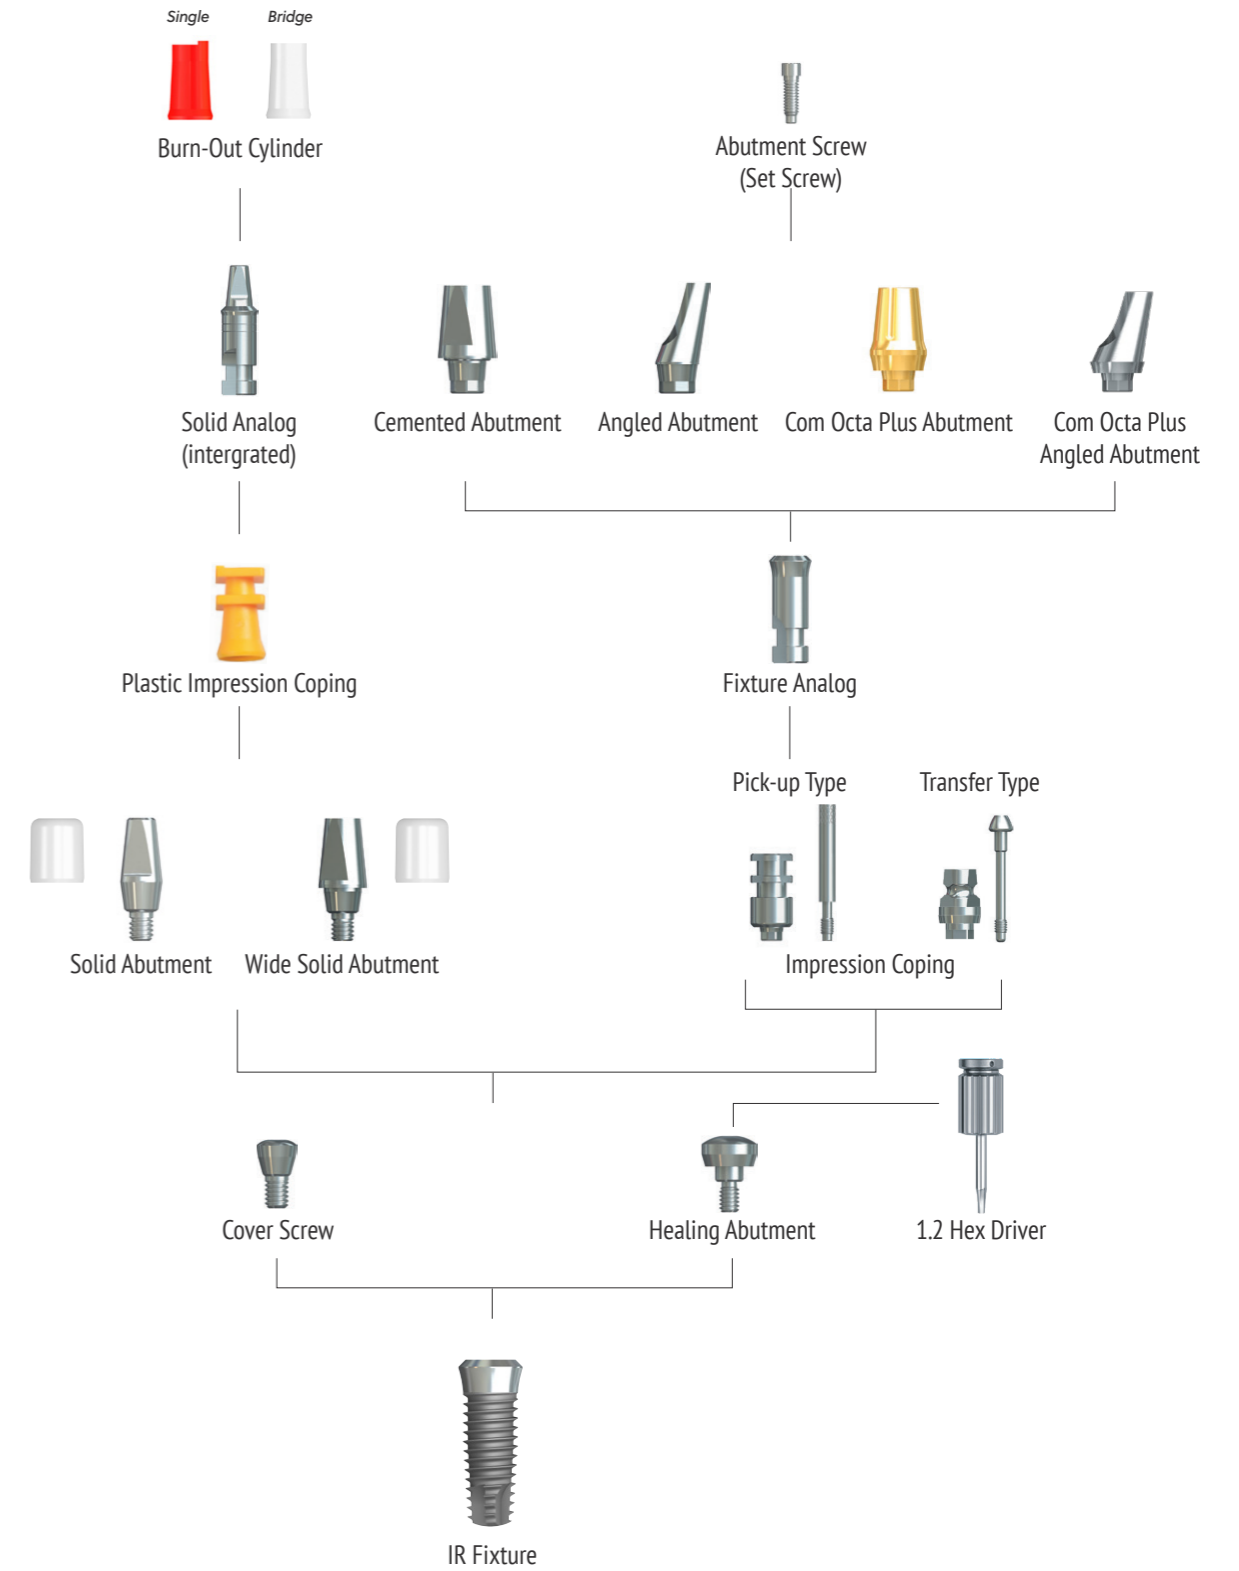 Single
Bridge
Burn-Out Cylinder
Abutment Screw
(Set Screw)
Solid Analog
(intergrated)
Cemented Abutment
Angled Abutment
Com Octa Plus Abutment
Com Octa Plus
Angled Abutment
Plastic Impression Coping
Fixture Analog
Pick-up Type
Transfer Type
Solid Abutment
Wide Solid Abutment
Impression Coping
Cover Screw
Healing Abutment
1.2 Hex Driver
IR Fixture